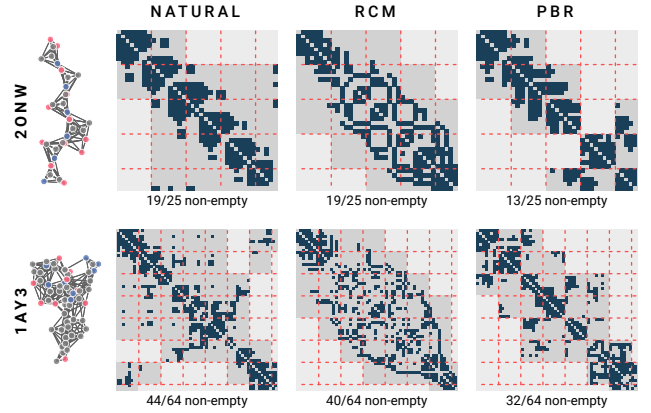 NATURAL RCM PBR
2ONW
19/25 non-empty 19/25 non-empty 13/25 non-empty
1AY3
44/64 non-empty 40/64 non-empty 32/64 non-empty